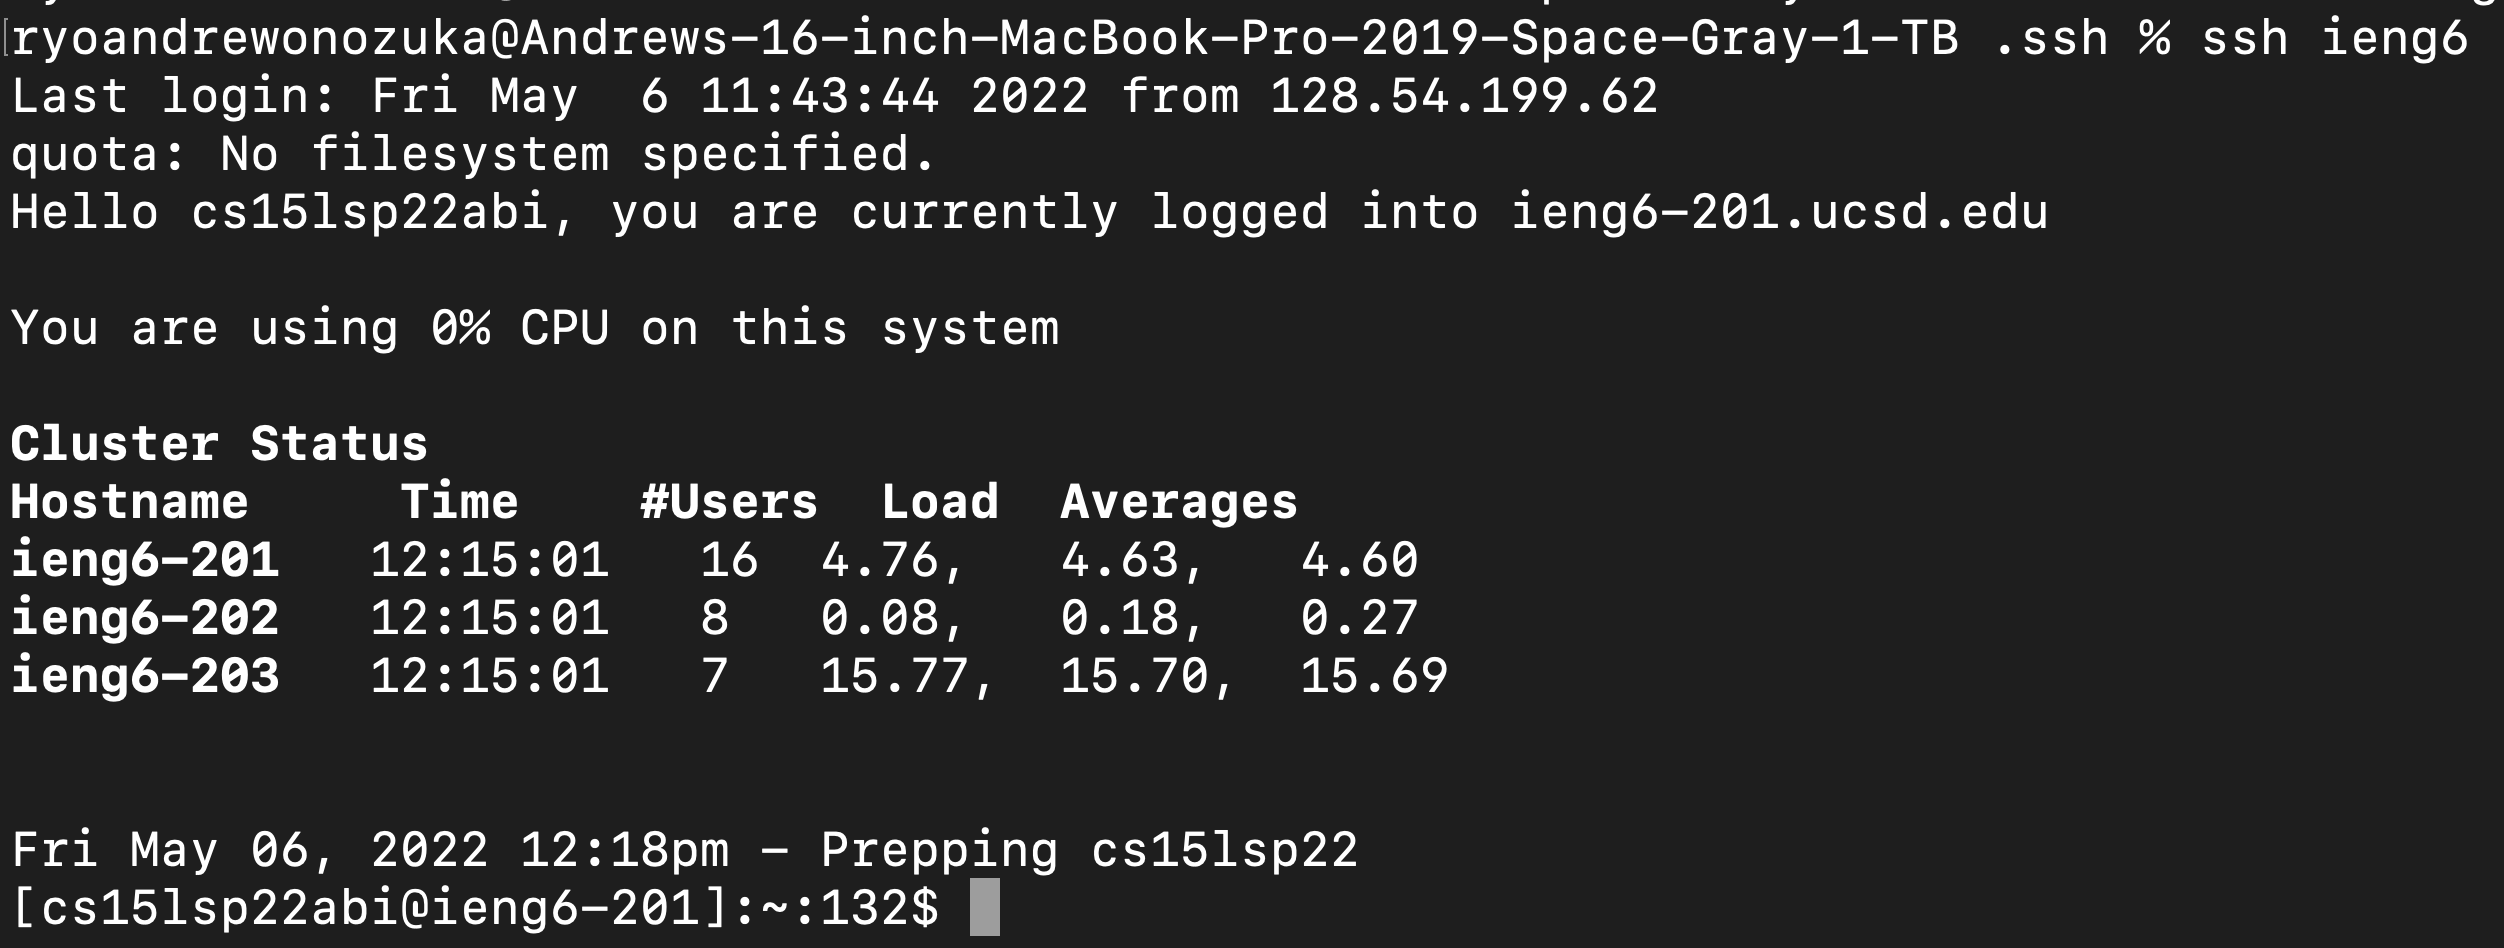 [ryoandrewonozuka@Andrews-16-inch-MacBook-Pro-2019-Space-Gray-1-TB .ssh % ssh ieng6
Last login: Fri May  6 11:43:44 2022 from 128.54.199.62
quota: No filesystem specified.
Hello cs15lsp22abi, you are currently logged into ieng6-201.ucsd.edu
You are using 0% CPU on this system
Cluster Status
Hostname     Time    #Users  Load  Averages
ieng6-201   12:15:01   16  4.76,   4.63,   4.60
ieng6-202   12:15:01   8   0.08,   0.18,   0.27
ieng6-203   12:15:01   7   15.77,  15.70,  15.69
Fri May 06, 2022 12:18pm - Prepping cs15lsp22
[cs15lsp22abi@ieng6-201]:~:132$